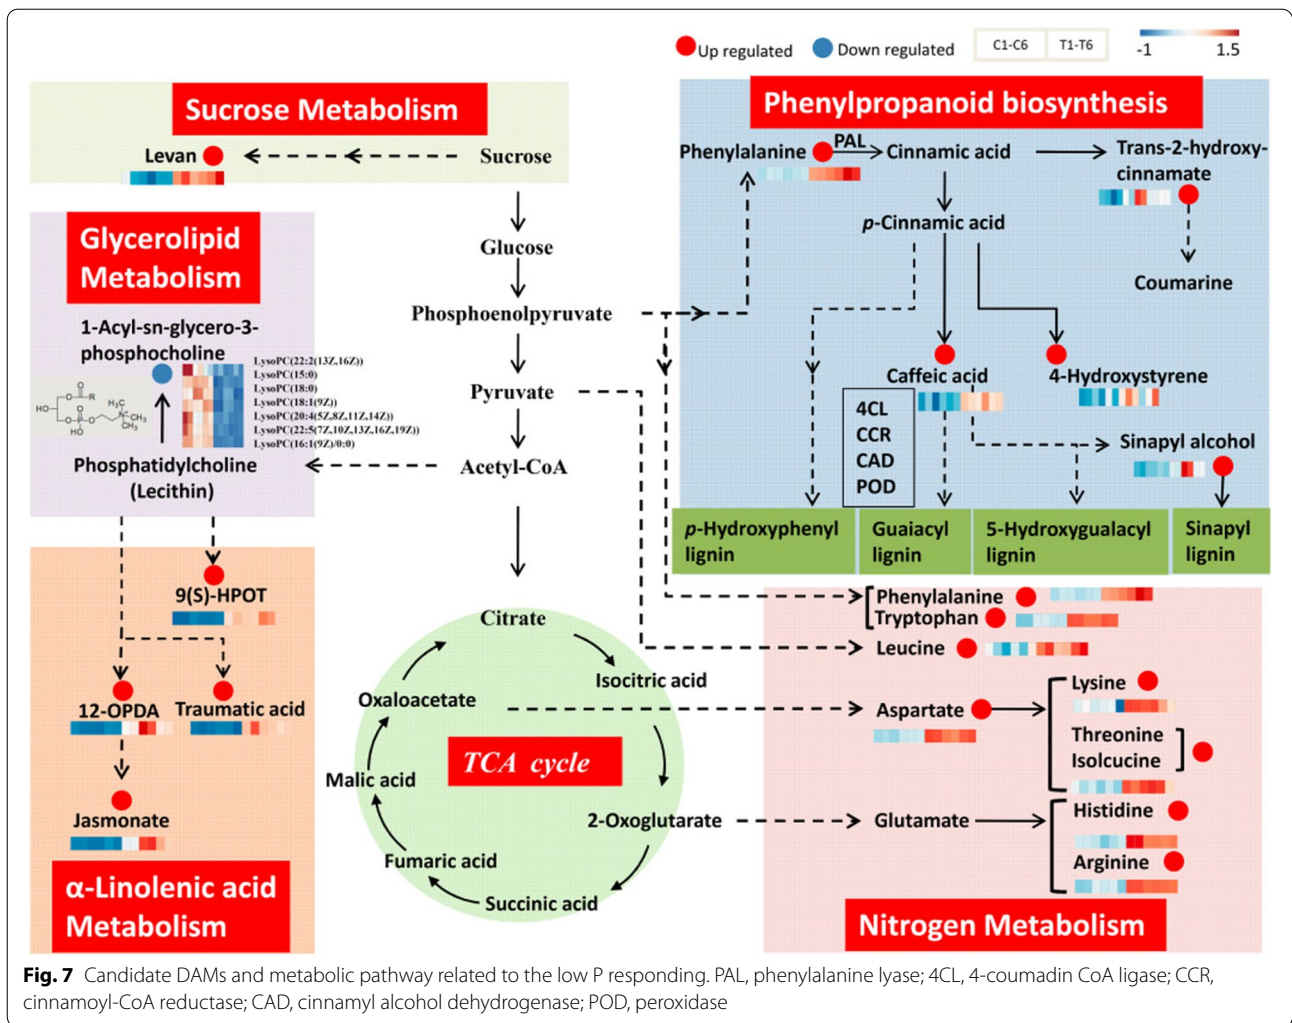 Up regulated
Down regulated
C1-C6
T1-T6
-1
1.5
Sucrose Metabolism
Levan
Sucrose
Glucose
Phosphoenolpyruvate
Pyruvate
Acetyl-CoA
Glycerolipid
Metabolism
1-Acyl-sn-glycero-3-
phosphocholine
LysoPC(22:2(13Z,16Z))
LysoPC(15:0)
LysoPC(18:0)
LysoPC(18:1(9Z))
LysoPC(20:4(5Z,8Z,11Z,14Z))
LysoPC(22:5(7Z,10Z,13Z,16Z,19Z))
LysoPC(16:1(9Z)/0:0)
O
O
R
HO
O
P
O
HO
O
H₃C
N+
CH₃
CH₃
Phosphatidylcholine
(Lecithin)
9(S)-HPOT
12-OPDA
Traumatic acid
Jasmonate
α-Linolenic acid
Metabolism
Citrate
Isocitric acid
Oxaloacetate
TCA cycle
Malic acid
2-Oxoglutarate
Fumaric acid
Succinic acid
Phenylpropanoid biosynthesis
Phenylalanine
PAL
Cinnamic acid
Trans-2-hydroxy-
cinnamate
p-Cinnamic acid
Coumarine
Caffeic acid
4-Hydroxystyrene
4CL
CCR
CAD
POD
Sinapyl alcohol
p-Hydroxyphenyl
lignin
Guaiacyl
lignin
5-Hydroxygualacyl
lignin
Sinapyl
lignin
Phenylalanine
Tryptophan
Leucine
Aspartate
Lysine
Threonine
Isolcucine
Glutamate
Histidine
Arginine
Nitrogen Metabolism
Fig. 7 Candidate DAMs and metabolic pathway related to the low P responding. PAL, phenylalanine lyase; 4CL, 4-coumadin CoA ligase; CCR,
cinnamoyl-CoA reductase; CAD, cinnamyl alcohol dehydrogenase; POD, peroxidase